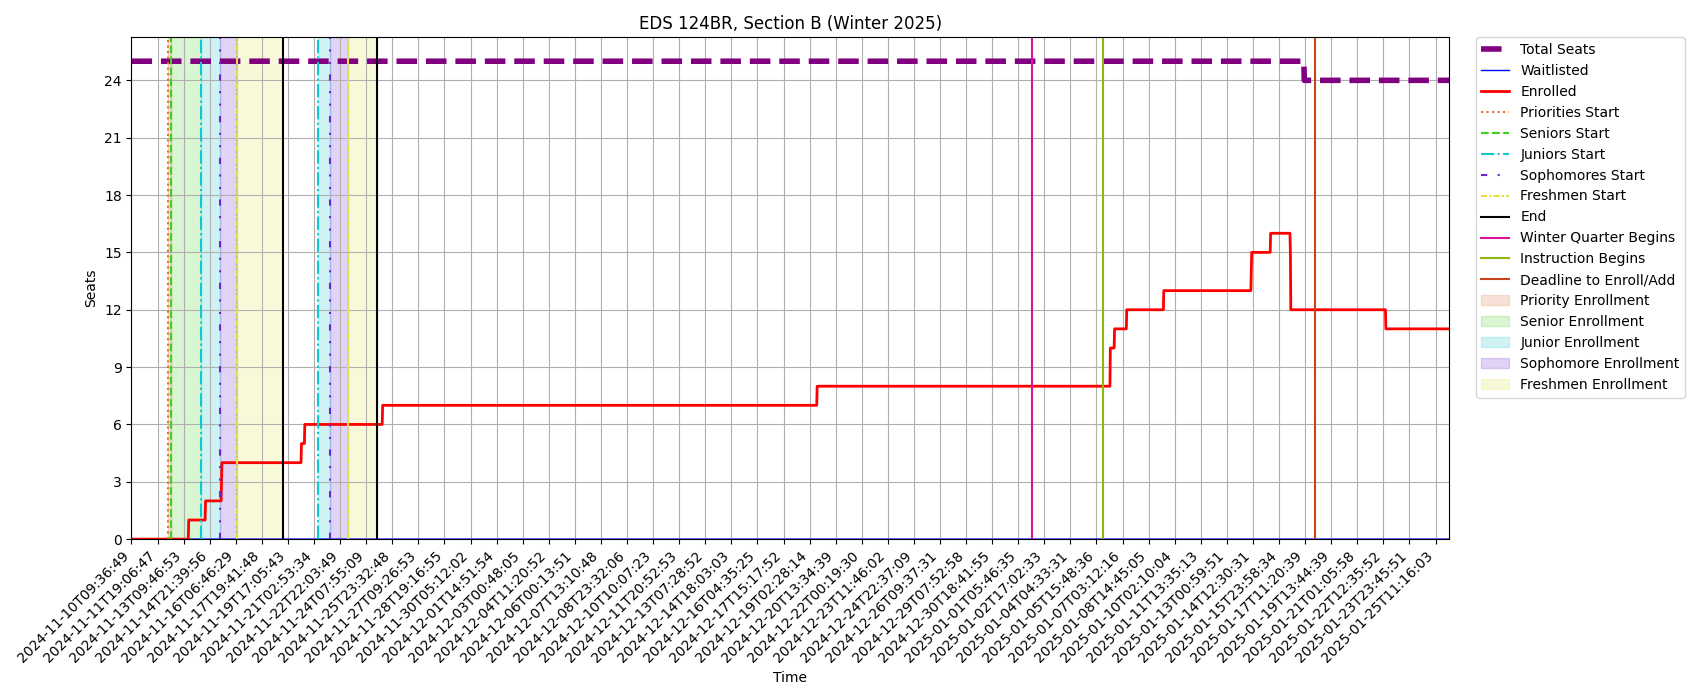 EDS 124BR, Section B (Winter 2025)
Seats
24
21
18
15
12
9
6
3
0
2024-11-10T09:36:49
2024-11-11T19:06:47
2024-11-13T09:46:53
2024-11-14T21:39:56
2024-11-16T06:46:29
2024-11-17T19:41:48
2024-11-19T17:05:43
2024-11-21T02:53:34
2024-11-22T22:03:49
2024-11-24T07:55:09
2024-11-25T23:32:48
2024-11-27T09:26:53
2024-11-28T19:16:55
2024-11-30T05:12:02
2024-12-01T14:51:54
2024-12-03T00:48:05
2024-12-04T11:20:52
2024-12-06T00:13:51
2024-12-07T13:10:48
2024-12-08T23:32:06
2024-12-10T10:07:23
2024-12-11T20:52:53
2024-12-13T07:28:52
2024-12-14T18:03:03
2024-12-16T04:35:25
2024-12-17T15:17:52
2024-12-19T02:28:14
2024-12-20T13:34:39
2024-12-22T00:19:30
2024-12-23T11:46:02
2024-12-24T22:37:09
2024-12-26T09:37:31
2024-12-29T07:52:58
2024-12-30T18:41:55
2025-01-01T05:46:35
2025-01-02T17:02:33
2025-01-04T04:33:31
2025-01-05T15:48:36
2025-01-07T03:12:16
2025-01-08T14:45:05
2025-01-10T02:10:04
2025-01-11T13:35:13
2025-01-13T00:59:51
2025-01-14T12:30:31
2025-01-15T23:58:34
2025-01-17T11:20:39
2025-01-19T13:44:39
2025-01-21T01:05:58
2025-01-22T12:35:52
2025-01-23T23:45:51
2025-01-25T11:16:03
Time
Total Seats
Waitlisted
Enrolled
Priorities Start
Seniors Start
Juniors Start
Sophomores Start
Freshmen Start
End
Winter Quarter Begins
Instruction Begins
Deadline to Enroll/Add
Priority Enrollment
Senior Enrollment
Junior Enrollment
Sophomore Enrollment
Freshmen Enrollment